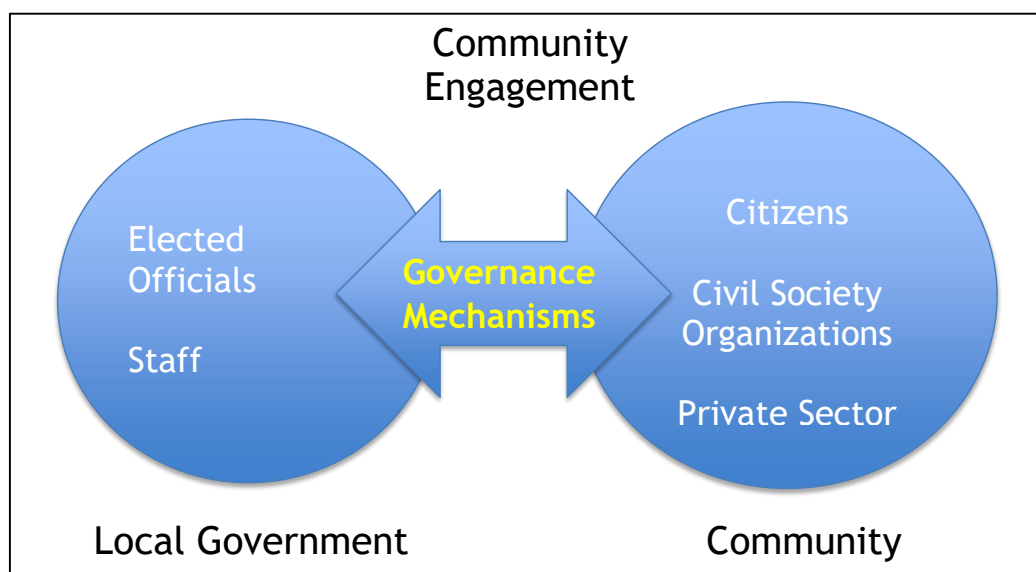 Community
Engagement
Elected
Officials
Staff
Governance
Mechanisms
Citizens
Civil Society
Organizations
Private Sector
Local Government
Community